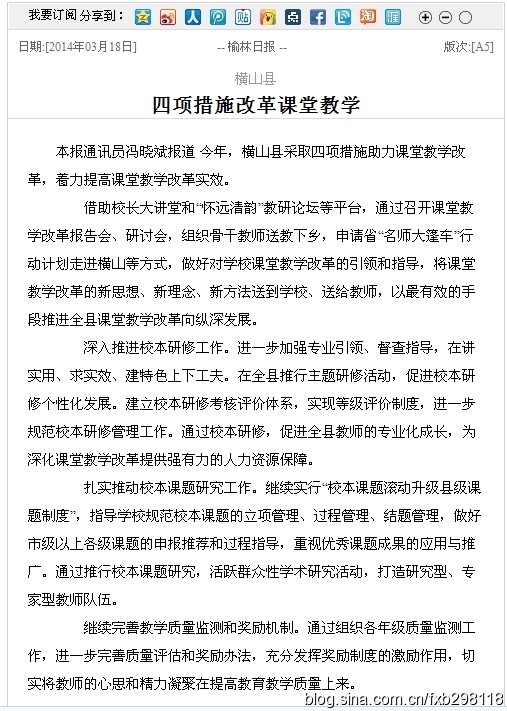 我要订阅 分享到：
日期:[2014年03月18日] -- 榆林日报 -- 版次:[A5]
横山县
四项措施改革课堂教学
本报通讯员冯晓斌报道 今年，横山县采取四项措施助力课堂教学改
革，着力提高课堂教学改革实效。
借助校长大讲堂和“怀远清韵”教研论坛等平台，通过召开课堂教
学改革报告会、研讨会，组织骨干教师送教下乡，申请省“名师大篷车”行
动计划走进横山等方式，做好对学校课堂教学改革的引领和指导，将课堂
教学改革的新思想、新理念、新方法送到学校、送给教师，以最有效的手
段推进全县课堂教学改革向纵深发展。
深入推进校本研修工作。进一步加强专业引领、督查指导，在讲
实用、求实效、建特色上下工夫。在全县推行主题研修活动，促进校本研
修个性化发展。建立校本研修考核评价体系，实现等级评价制度，进一步
规范校本研修管理工作。通过校本研修，促进全县教师的专业化成长，为
深化课堂教学改革提供强有力的人力资源保障。
扎实推动校本课题研究工作。继续实行“校本课题滚动升级县级课
题制度”，指导学校规范校本课题的立项管理、过程管理、结题管理，做好
市级以上各级课题的申报推荐和过程指导，重视优秀课题成果的应用与推
广。通过推行校本课题研究，活跃群众性学术研究活动，打造研究型、专
家型教师队伍。
继续完善教学质量监测和奖励机制。通过组织各年级质量监测工
作，进一步完善质量评估和奖励办法，充分发挥奖励制度的激励作用，切
实将教师的心思和精力凝聚在提高教育教学质量上来。
blog.sina.com.cn/fxb298118